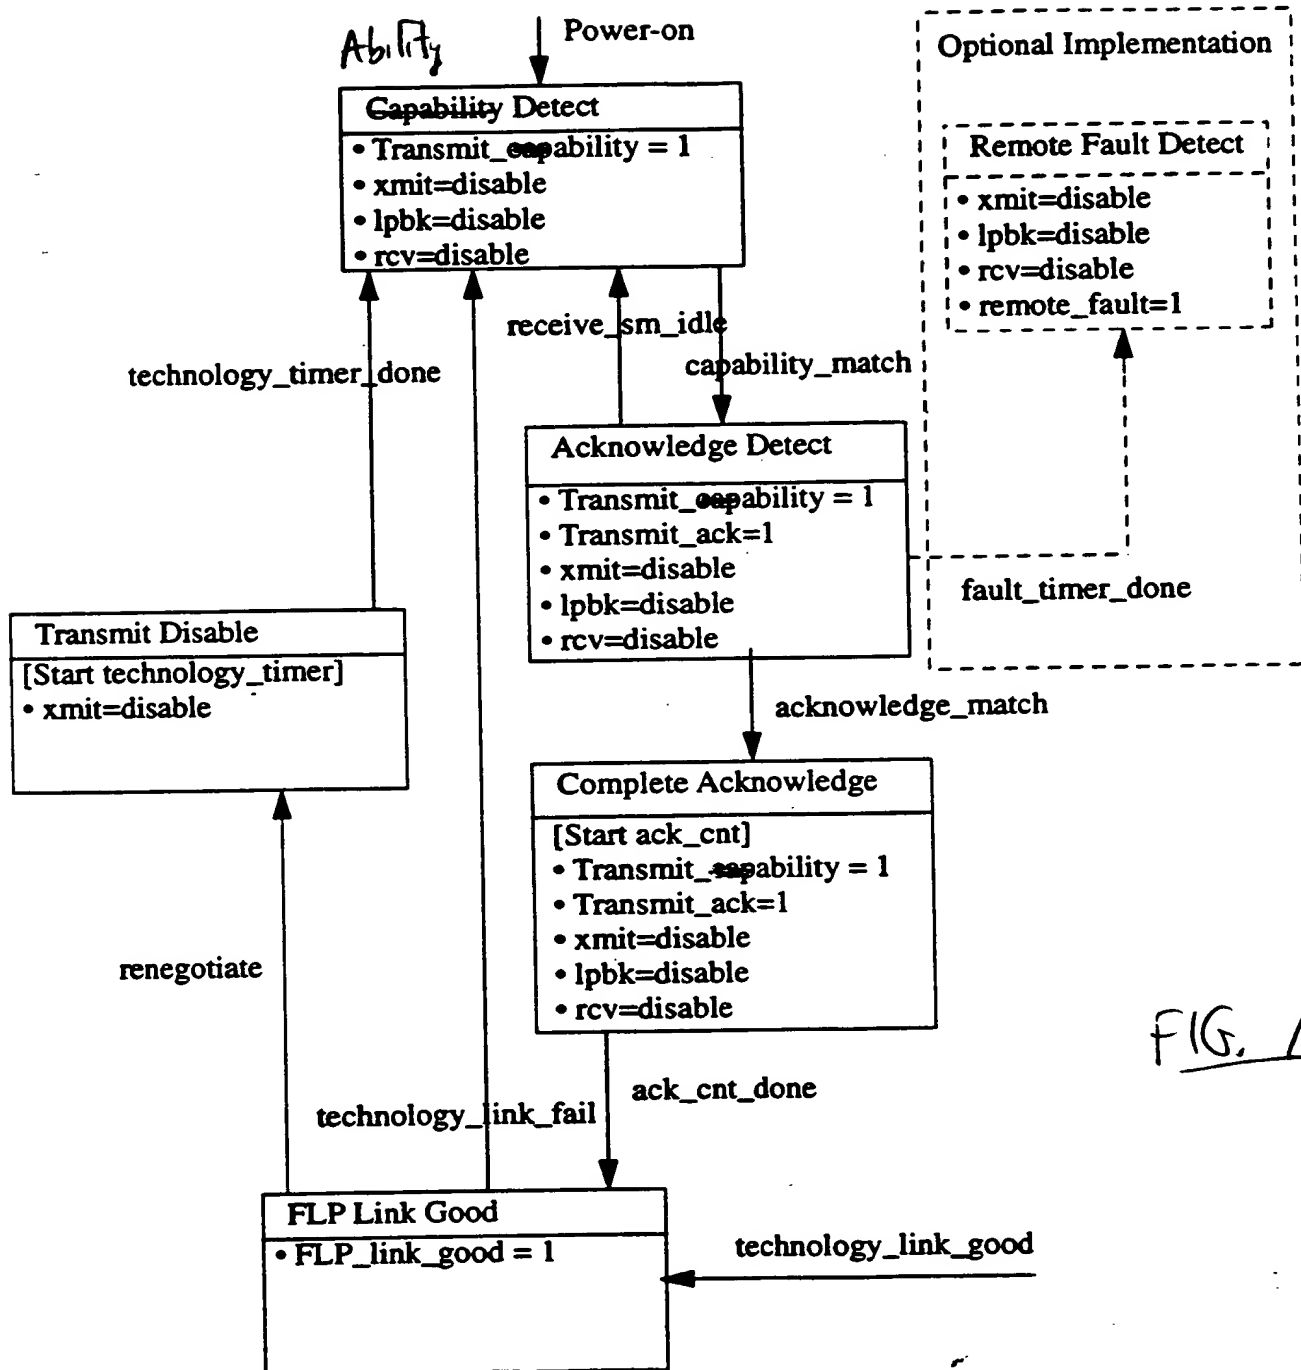 Power-on
Ability
Capability Detect
• Transmit_capability = 1
• xmit=disable
• lpbk=disable
• rcv=disable
Optional Implementation
Remote Fault Detect
• xmit=disable
• lpbk=disable
• rcv=disable
• remote_fault=1
receive_sm_idle
capability_match
technology_timer_done
Acknowledge Detect
• Transmit_capability = 1
• Transmit_ack=1
• xmit=disable
• lpbk=disable
• rcv=disable
fault_timer_done
Transmit Disable
[Start technology_timer]
• xmit=disable
acknowledge_match
Complete Acknowledge
[Start ack_cnt]
• Transmit_capability = 1
• Transmit_ack=1
• xmit=disable
• lpbk=disable
• rcv=disable
renegotiate
FIG.
ack_cnt_done
technology_link_fail
FLP Link Good
• FLP_link_good = 1
technology_link_good